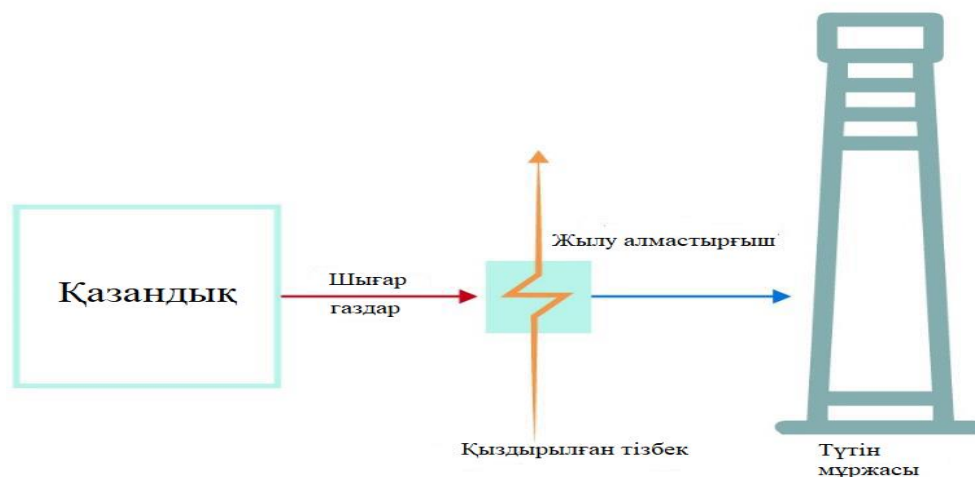 Қазандық
Шығар
газдар
Жылу алмастырғыш
Қыздырылған тізбек
Түтін
мұржасы